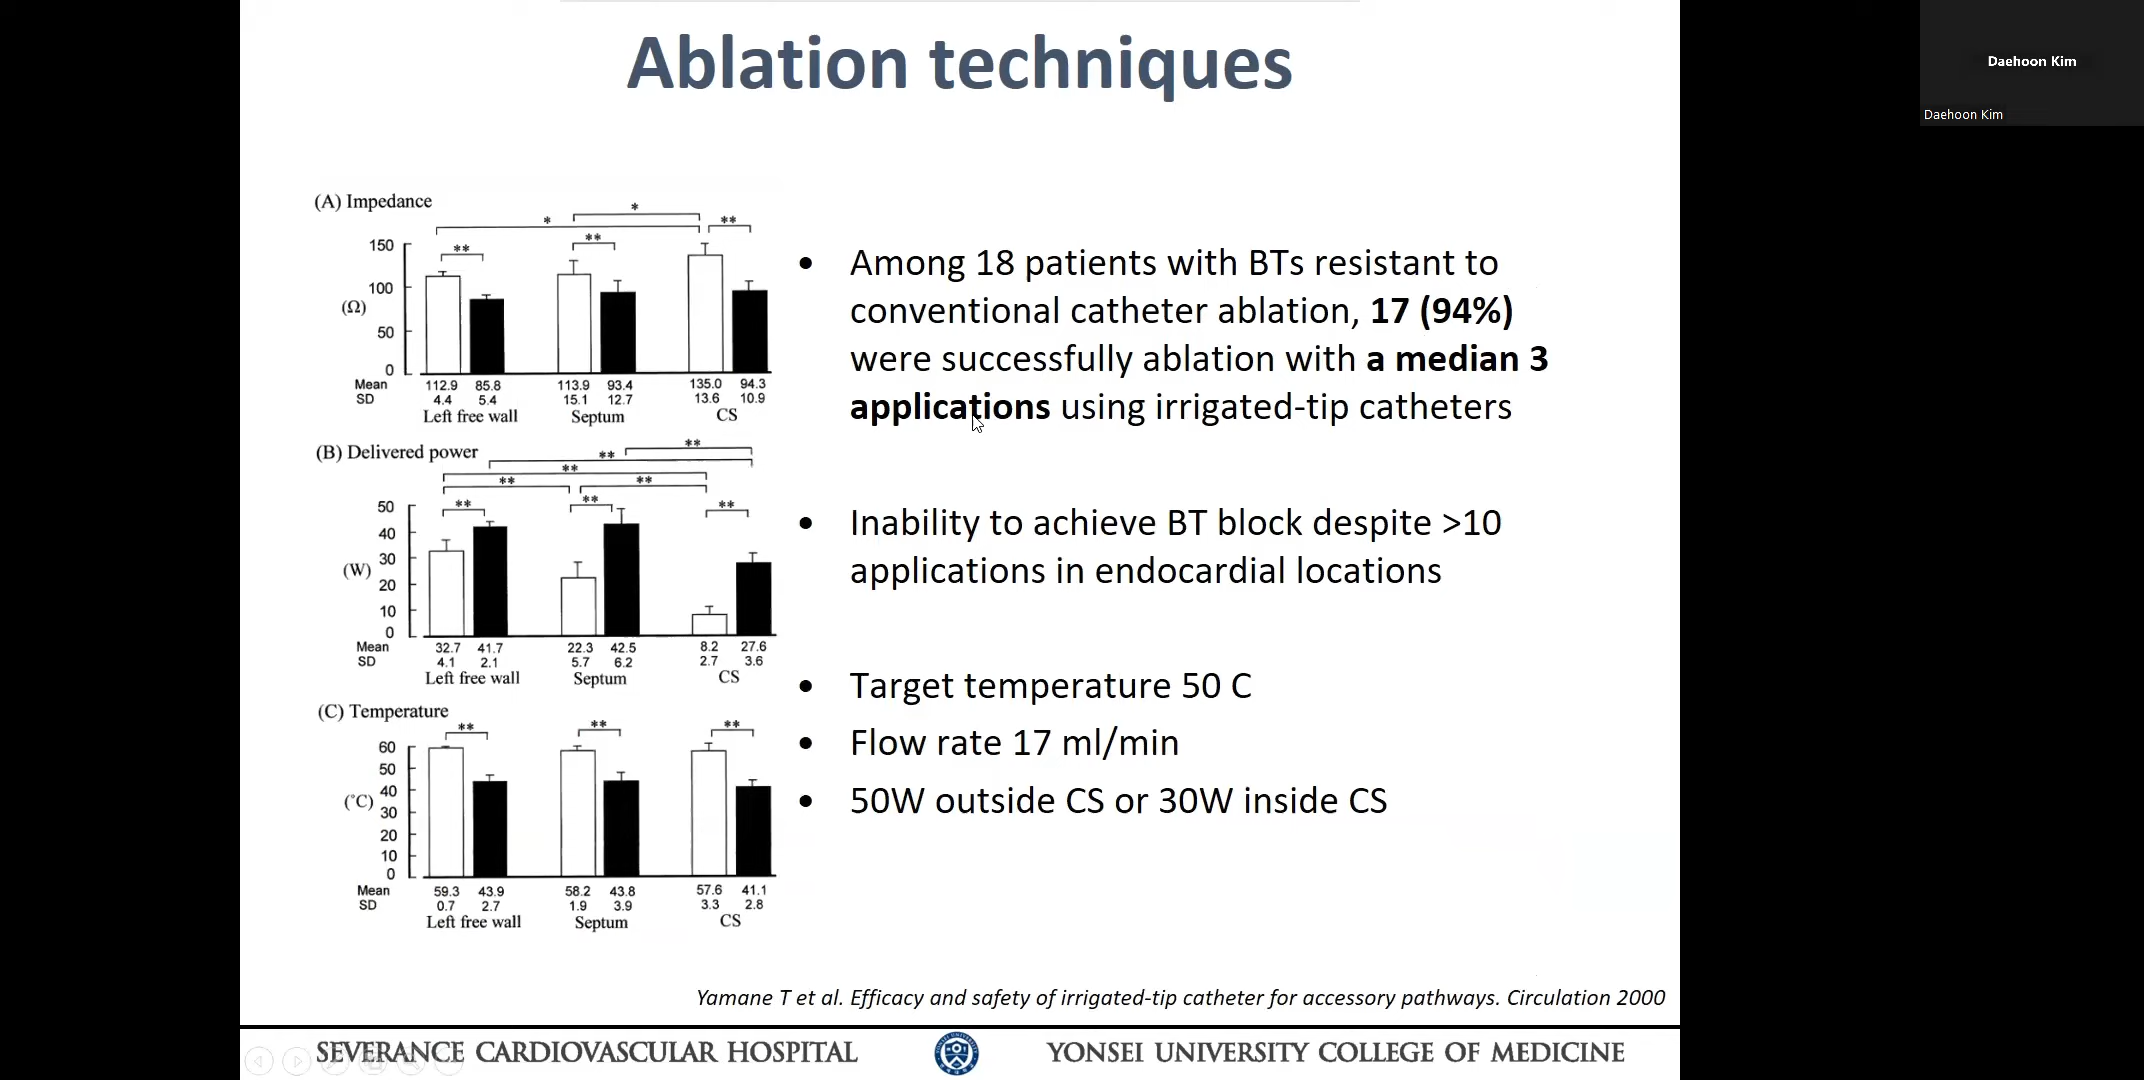 Ablation techniques
Daehoon Kim
Daehoon Kim
(A) Impedance
* *
** ** **
150
100
(Ω)
50
0
Mean 112.9 85.8 113.9 93.4 135.0 94.3
SD 4.4 5.4 15.1 12.7 13.6 10.9
Left free wall Septum CS
(B) Delivered power
**
**
**
** **
** ** **
50
40
30
(W)
20
10
0
Mean 32.7 41.7 22.3 42.5 8.2 27.6
SD 4.1 2.1 5.7 6.2 2.7 3.6
Left free wall Septum CS
(C) Temperature
** ** **
60
50
40
(°C)
30
20
10
0
Mean 59.3 43.9 58.2 43.8 57.6 41.1
SD 0.7 2.7 1.9 3.9 3.3 2.8
Left free wall Septum CS
• Among 18 patients with BTs resistant to
conventional catheter ablation, 17 (94%)
were successfully ablation with a median 3
applications using irrigated-tip catheters
• Inability to achieve BT block despite >10
applications in endocardial locations
• Target temperature 50 C
• Flow rate 17 ml/min
• 50W outside CS or 30W inside CS
Yamane T et al. Efficacy and safety of irrigated-tip catheter for accessory pathways. Circulation 2000
SEVERANCE CARDIOVASCULAR HOSPITAL
YONSEI UNIVERSITY COLLEGE OF MEDICINE